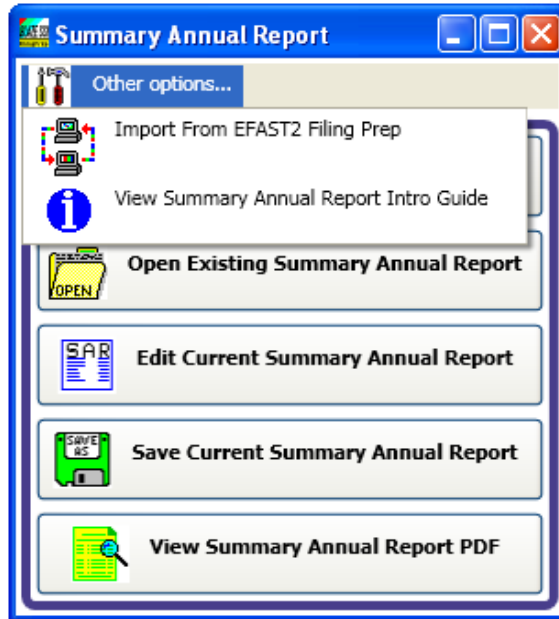 Summary Annual Report
Other options...
Import From EFAST2 Filing Prep
View Summary Annual Report Intro Guide
Open Existing Summary Annual Report
OPEN
SAR
Edit Current Summary Annual Report
SAVE
AS
Save Current Summary Annual Report
View Summary Annual Report PDF